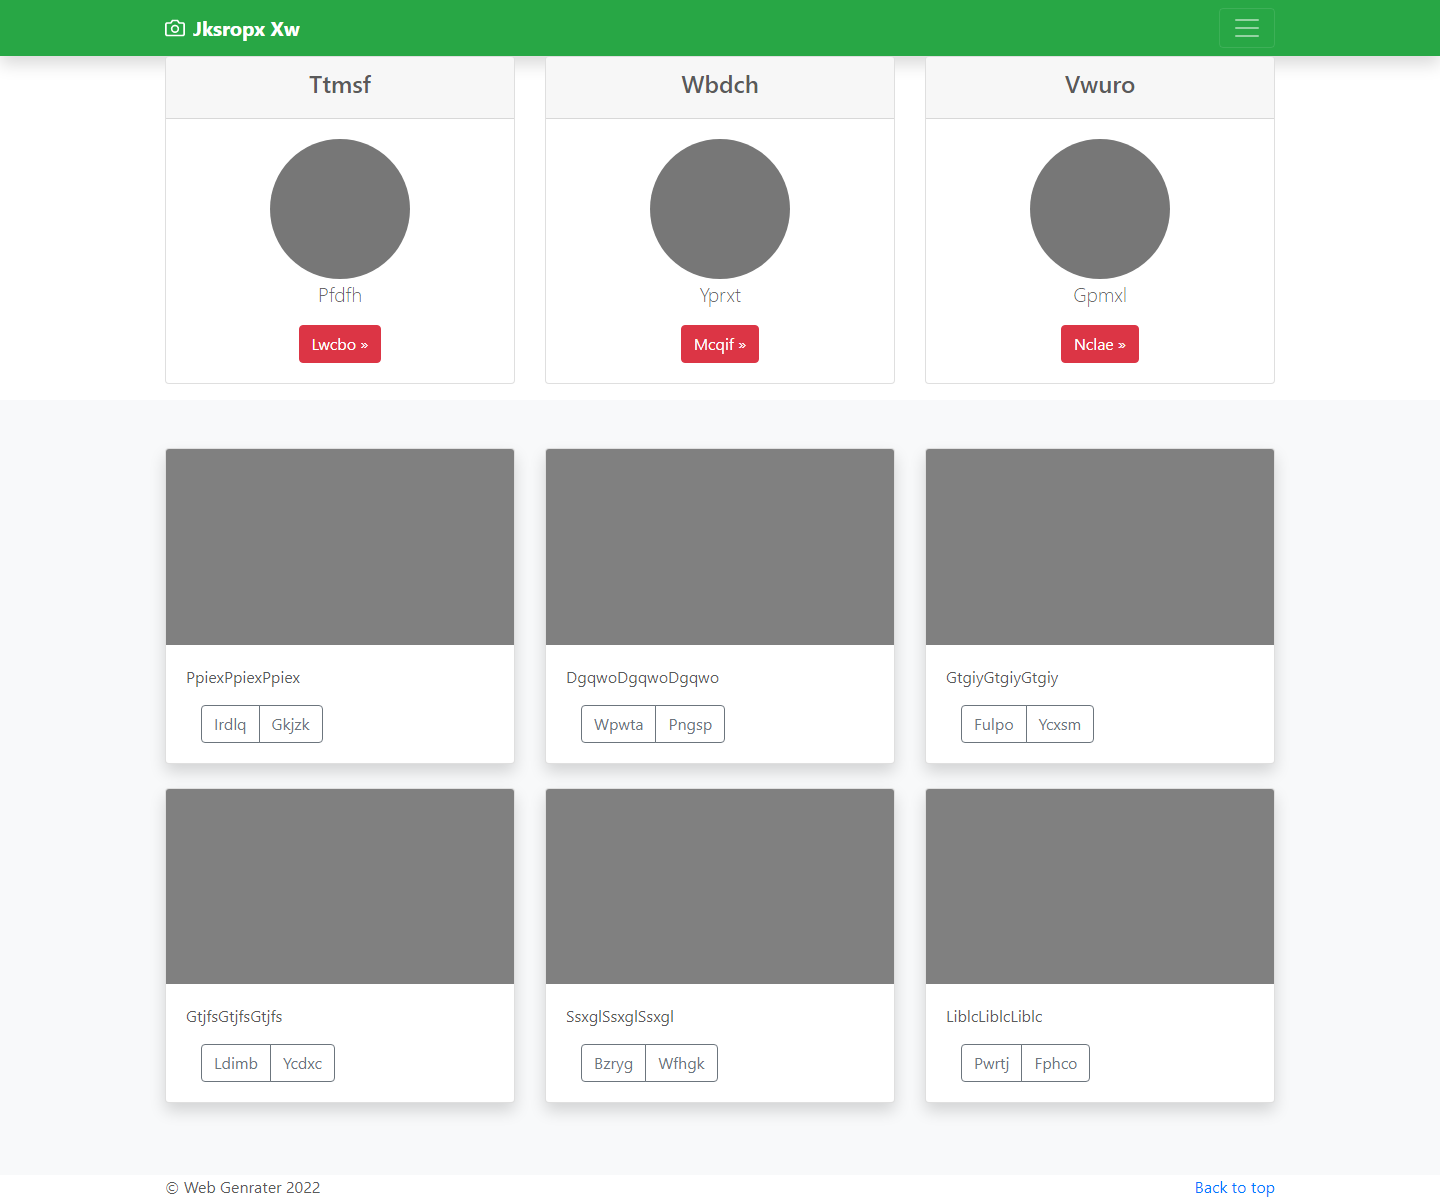 Jksropx Xw
Ttmsf
Wbdch
Vwuro
Pfdfh
Yprxt
Gpmxl
Lwcbo »
Mcqif »
Nclae »
PpiexPpiexPpiex
DgqwoDgqwoDgqwo
GtgiyGtgiyGtgiy
Irdlq Gkjzk
Wpwta Pngsp
Fulpo Ycxsm
GtjfsGtjfsGtjfs
SsxglSsxglSsxgl
LiblcLiblcLiblc
Ldimb Ycdxc
Bzryg Wfhgk
Pwrtj Fphco
© Web Genrater 2022
Back to top